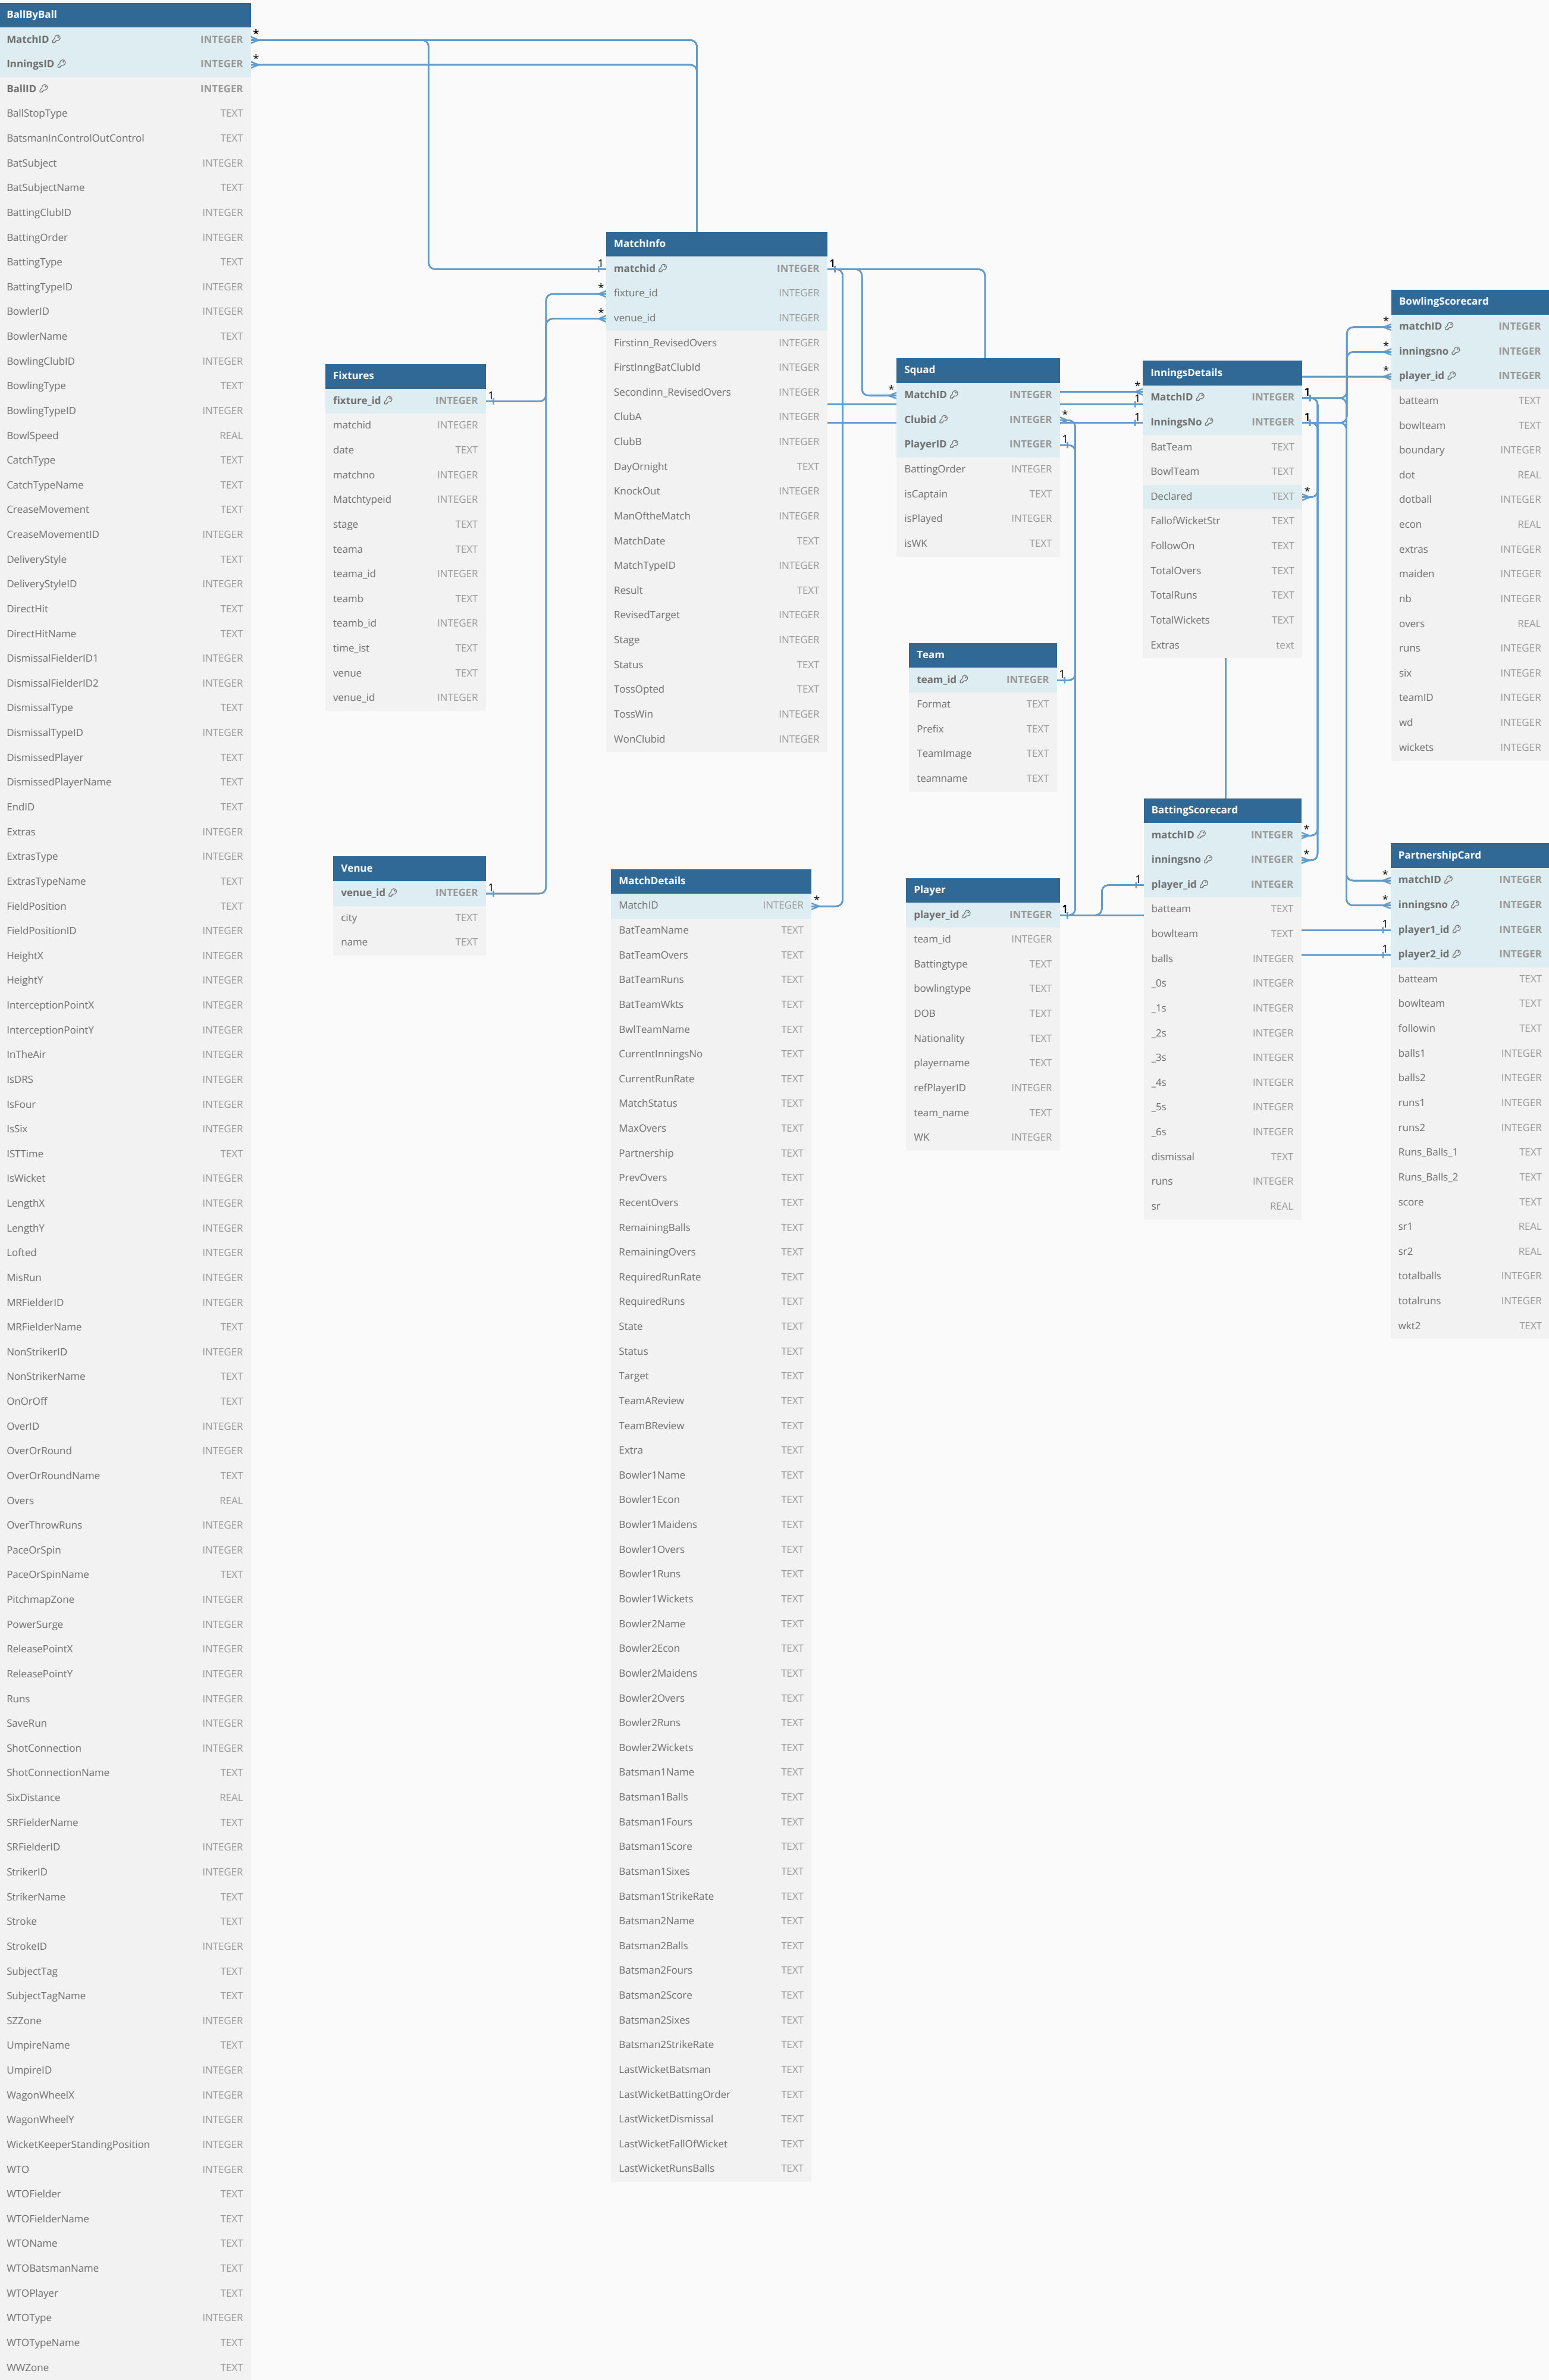 BallByBall
MatchID INTEGER
InningsID INTEGER
BallID INTEGER
BallStopType TEXT
BatsmanInControlOutControl TEXT
BatSubject INTEGER
BatSubjectName TEXT
BattingClubID INTEGER
BattingOrder INTEGER
BattingType TEXT
BattingTypeID INTEGER
BowlerID INTEGER
BowlerName TEXT
BowlingClubID INTEGER
BowlingType TEXT
BowlingTypeID INTEGER
BowlSpeed REAL
CatchType TEXT
CatchTypeName TEXT
CreaseMovement TEXT
CreaseMovementID INTEGER
DeliveryStyle TEXT
DeliveryStyleID INTEGER
DirectHit TEXT
DirectHitName TEXT
DismissalFielderID1 INTEGER
DismissalFielderID2 INTEGER
DismissalType TEXT
DismissalTypeID INTEGER
DismissedPlayer TEXT
DismissedPlayerName TEXT
EndID TEXT
Extras INTEGER
ExtrasType INTEGER
ExtrasTypeName TEXT
FieldPosition TEXT
FieldPositionID INTEGER
HeightX INTEGER
HeightY INTEGER
InterceptionPointX INTEGER
InterceptionPointY INTEGER
InTheAir INTEGER
IsDRS INTEGER
IsFour INTEGER
IsSix INTEGER
ISTTime TEXT
IsWicket INTEGER
LengthX INTEGER
LengthY INTEGER
Lofted INTEGER
MisRun INTEGER
MRFielderID INTEGER
MRFielderName TEXT
NonStrikerID INTEGER
NonStrikerName TEXT
OnOrOff TEXT
OverID INTEGER
OverOrRound INTEGER
OverOrRoundName TEXT
Overs REAL
OverThrowRuns INTEGER
PaceOrSpin INTEGER
PaceOrSpinName TEXT
PitchmapZone INTEGER
PowerSurge INTEGER
ReleasePointX INTEGER
ReleasePointY INTEGER
Runs INTEGER
SaveRun INTEGER
ShotConnection INTEGER
ShotConnectionName TEXT
SixDistance REAL
SRFielderName TEXT
SRFielderID INTEGER
StrikerID INTEGER
StrikerName TEXT
Stroke TEXT
StrokeID INTEGER
SubjectTag TEXT
SubjectTagName TEXT
SZZone INTEGER
UmpireName TEXT
UmpireID INTEGER
WagonWheelX INTEGER
WagonWheelY INTEGER
WicketKeeperStandingPosition INTEGER
WTO INTEGER
WTOFielder TEXT
WTOFielderName TEXT
WTOName TEXT
WTOBatsmanName TEXT
WTOPlayer TEXT
WTOType INTEGER
WTOTypeName TEXT
WWZone TEXT
*
*
Fixtures
fixture_id INTEGER
matchid INTEGER
date TEXT
matchno TEXT
Matchtypeid INTEGER
stage TEXT
teama TEXT
teama_id INTEGER
teamb TEXT
teamb_id INTEGER
time_ist TEXT
venue TEXT
venue_id INTEGER
1
Venue
venue_id INTEGER
city TEXT
name TEXT
1
MatchInfo
1
*
*
matchid INTEGER
fixture_id INTEGER
venue_id INTEGER
Firstinn_RevisedOvers INTEGER
FirstInngBatClubId INTEGER
Secondinn_RevisedOvers INTEGER
ClubA INTEGER
ClubB INTEGER
DayOrnight TEXT
KnockOut INTEGER
ManOftheMatch INTEGER
MatchDate TEXT
MatchTypeID INTEGER
Result TEXT
RevisedTarget INTEGER
Stage INTEGER
Status TEXT
TossOpted TEXT
TossWin INTEGER
WonClubid INTEGER
1
MatchDetails
MatchID INTEGER
BatTeamName TEXT
BatTeamOvers TEXT
BatTeamRuns TEXT
BatTeamWkts TEXT
BwlTeamName TEXT
CurrentInningsNo TEXT
CurrentRunRate TEXT
MatchStatus TEXT
MaxOvers TEXT
Partnership TEXT
PrevOvers TEXT
RecentOvers TEXT
RemainingBalls TEXT
RemainingOvers TEXT
RequiredRunRate TEXT
RequiredRuns TEXT
State TEXT
Status TEXT
Target TEXT
TeamAReview TEXT
TeamBReview TEXT
Extra TEXT
Bowler1Name TEXT
Bowler1Econ TEXT
Bowler1Maidens TEXT
Bowler1Overs TEXT
Bowler1Runs TEXT
Bowler1Wickets TEXT
Bowler2Name TEXT
Bowler2Econ TEXT
Bowler2Maidens TEXT
Bowler2Overs TEXT
Bowler2Runs TEXT
Bowler2Wickets TEXT
Batsman1Name TEXT
Batsman1Balls TEXT
Batsman1Fours TEXT
Batsman1Score TEXT
Batsman1Sixes TEXT
Batsman1StrikeRate TEXT
Batsman2Name TEXT
Batsman2Balls TEXT
Batsman2Fours TEXT
Batsman2Score TEXT
Batsman2Sixes TEXT
Batsman2StrikeRate TEXT
LastWicketBatsman TEXT
LastWicketBattingOrder TEXT
LastWicketDismissal TEXT
LastWicketFallOfWicket TEXT
LastWicketRunsBalls TEXT
*
Squad
*
MatchID INTEGER
Clubid INTEGER
PlayerID INTEGER
BattingOrder INTEGER
isCaptain TEXT
isPlayed INTEGER
isWK TEXT
*
1
Team
team_id INTEGER
Format TEXT
Prefix TEXT
TeamImage TEXT
teamname TEXT
1
Player
player_id INTEGER
team_id INTEGER
Battingtype TEXT
bowlingtype TEXT
DOB TEXT
Nationality TEXT
playername TEXT
refPlayerID INTEGER
team_name TEXT
WK INTEGER
1
InningsDetails
*
1
1
MatchID INTEGER
InningsNo INTEGER
BatTeam TEXT
BowlTeam TEXT
Declared TEXT
FallofWicketStr TEXT
FollowOn TEXT
TotalOvers TEXT
TotalRuns TEXT
TotalWickets TEXT
Extras text
1
1
*
BattingScorecard
1
matchID INTEGER
inningsno INTEGER
player_id INTEGER
batteam TEXT
bowlteam TEXT
balls INTEGER
_0s INTEGER
_1s INTEGER
_2s INTEGER
_3s INTEGER
_4s INTEGER
_5s INTEGER
_6s INTEGER
dismissal TEXT
runs INTEGER
sr REAL
*
*
BowlingScorecard
*
*
*
matchID INTEGER
inningsno INTEGER
player_id INTEGER
batteam TEXT
bowlteam TEXT
boundary INTEGER
dot REAL
dotball INTEGER
econ REAL
extras INTEGER
maiden INTEGER
nb INTEGER
overs REAL
runs INTEGER
six INTEGER
teamID INTEGER
wd INTEGER
wickets INTEGER
PartnershipCard
*
*
1
1
matchID INTEGER
inningsno INTEGER
player1_id INTEGER
player2_id INTEGER
batteam TEXT
bowlteam TEXT
followin TEXT
balls1 INTEGER
balls2 INTEGER
runs1 INTEGER
runs2 INTEGER
Runs_Balls_1 TEXT
Runs_Balls_2 TEXT
score TEXT
sr1 REAL
sr2 REAL
totalballs INTEGER
totalruns INTEGER
wkt2 TEXT